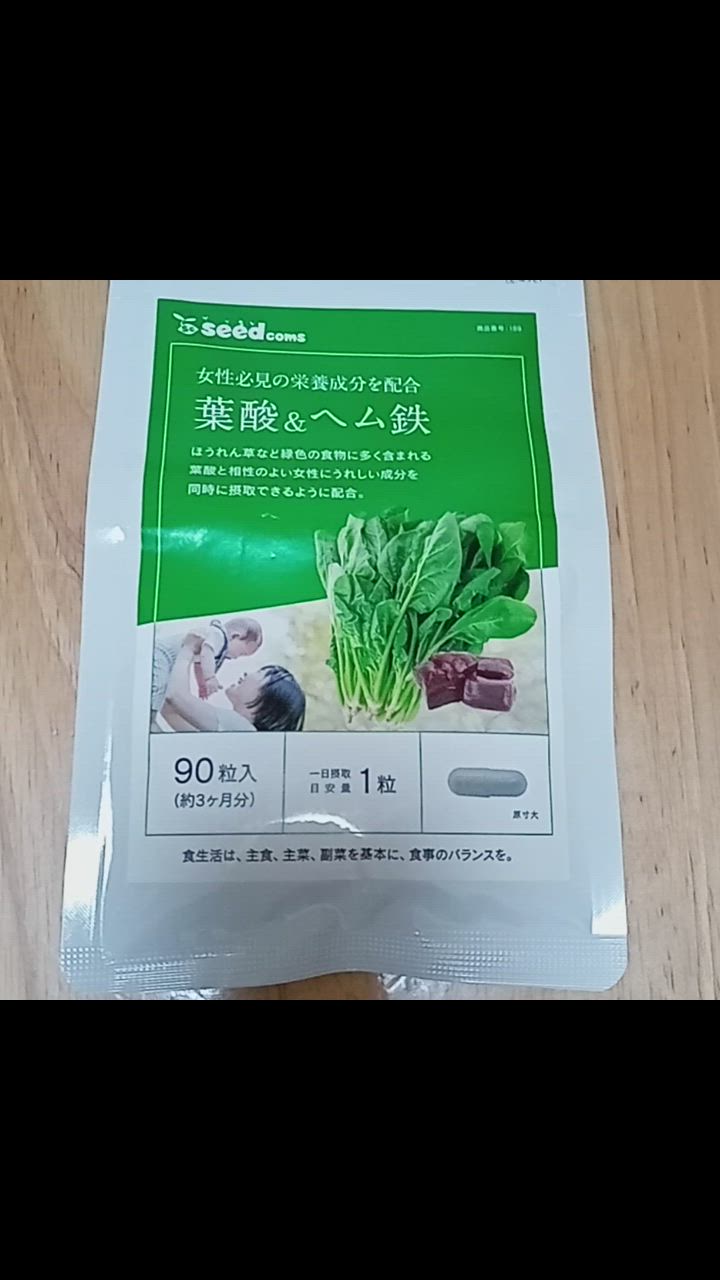 seedcoms
商品番号:189
女性必見の栄養成分を配合
葉酸&ヘム鉄
ほうれん草など緑色の食物に多く含まれる
葉酸と相性のよい女性にうれしい成分を
同時に摂取できるように配合。
90粒入
(約3ヶ月分)
一日摂取
目安量 1粒
原寸大
食生活は、主食、主菜、副菜を基本に、食事のバランスを。